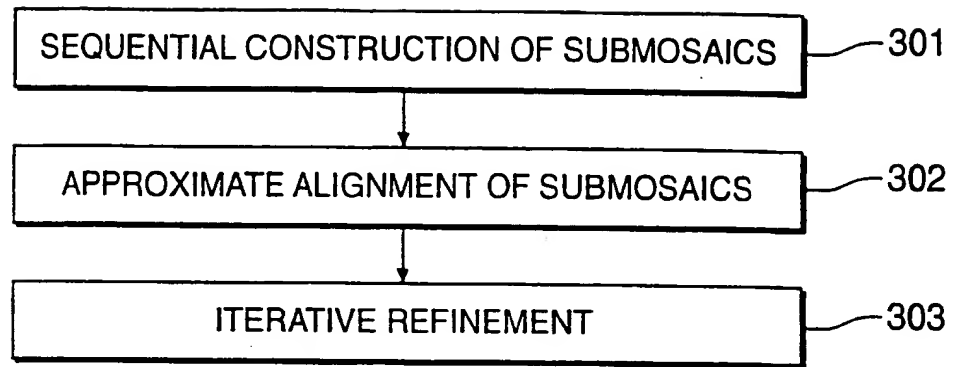 SEQUENTIAL CONSTRUCTION OF SUBMOSAICS 301
APPROXIMATE ALIGNMENT OF SUBMOSAICS 302
ITERATIVE REFINEMENT 303